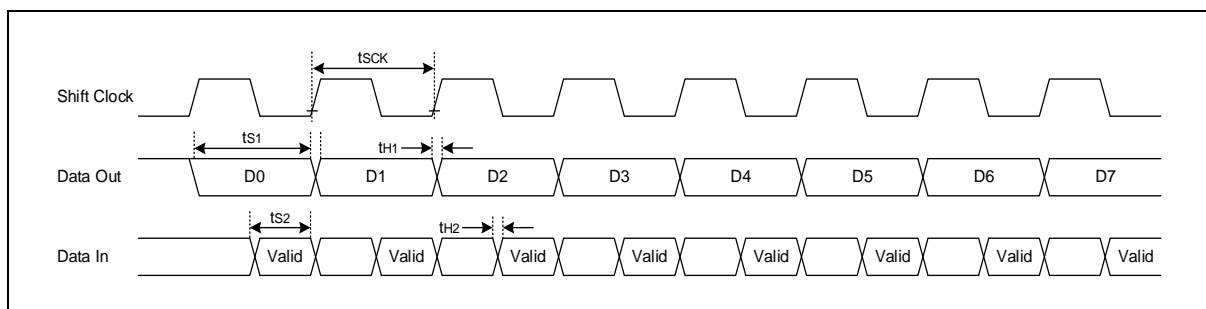 tSCK
Shift Clock
tS1
tH1
Data Out D0 D1 D2 D3 D4 D5 D6 D7
tS2
tH2
Data In Valid Valid Valid Valid Valid Valid Valid Valid